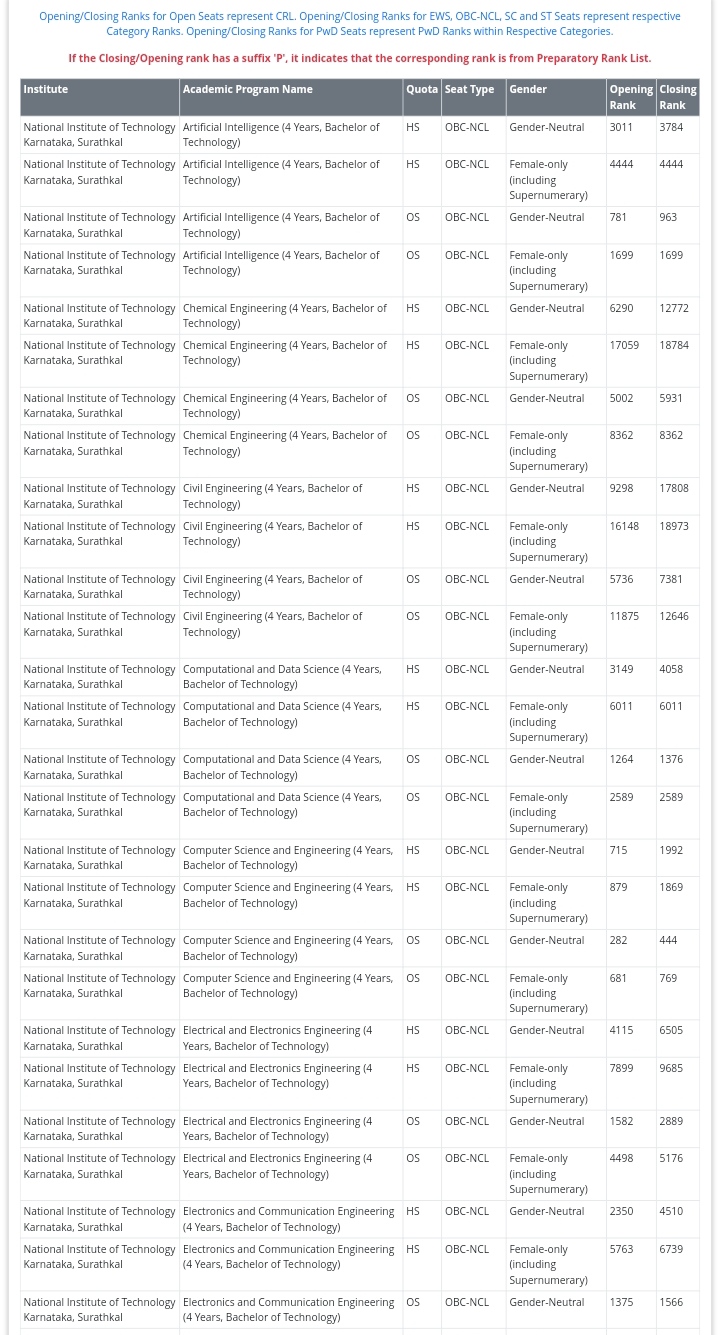 Opening/Closing Ranks for Open Seats represent CRL. Opening/Closing Ranks for EWS, OBC-NCL, SC and ST Seats represent respective
Category Ranks. Opening/Closing Ranks for PwD Seats represent PwD Ranks within Respective Categories.
If the Closing/Opening rank has a suffix 'P', it indicates that the corresponding rank is from Preparatory Rank List.
Institute Academic Program Name Quota Seat Type Gender Opening Closing
Rank Rank
National Institute of Technology Artificial Intelligence (4 Years, Bachelor of HS OBC-NCL Gender-Neutral 3011 3784
Karnataka, Surathkal Technology)
National Institute of Technology Artificial Intelligence (4 Years, Bachelor of HS OBC-NCL Female-only 4444 4444
Karnataka, Surathkal Technology) (including
Supernumerary)
National Institute of Technology Artificial Intelligence (4 Years, Bachelor of OS OBC-NCL Gender-Neutral 781 963
Karnataka, Surathkal Technology)
National Institute of Technology Artificial Intelligence (4 Years, Bachelor of OS OBC-NCL Female-only 1699 1699
Karnataka, Surathkal Technology) (including
Supernumerary)
National Institute of Technology Chemical Engineering (4 Years, Bachelor of HS OBC-NCL Gender-Neutral 6290 12772
Karnataka, Surathkal Technology)
National Institute of Technology Chemical Engineering (4 Years, Bachelor of HS OBC-NCL Female-only 17059 18784
Karnataka, Surathkal Technology) (including
Supernumerary)
National Institute of Technology Chemical Engineering (4 Years, Bachelor of OS OBC-NCL Gender-Neutral 5002 5931
Karnataka, Surathkal Technology)
National Institute of Technology Chemical Engineering (4 Years, Bachelor of OS OBC-NCL Female-only 8362 8362
Karnataka, Surathkal Technology) (including
Supernumerary)
National Institute of Technology Civil Engineering (4 Years, Bachelor of HS OBC-NCL Gender-Neutral 9298 17808
Karnataka, Surathkal Technology)
National Institute of Technology Civil Engineering (4 Years, Bachelor of HS OBC-NCL Female-only 16148 18973
Karnataka, Surathkal Technology) (including
Supernumerary)
National Institute of Technology Civil Engineering (4 Years, Bachelor of OS OBC-NCL Gender-Neutral 5736 7381
Karnataka, Surathkal Technology)
National Institute of Technology Civil Engineering (4 Years, Bachelor of OS OBC-NCL Female-only 11875 12646
Karnataka, Surathkal Technology) (including
Supernumerary)
National Institute of Technology Computational and Data Science (4 Years, HS OBC-NCL Gender-Neutral 3149 4058
Karnataka, Surathkal Bachelor of Technology)
National Institute of Technology Computational and Data Science (4 Years, HS OBC-NCL Female-only 6011 6011
Karnataka, Surathkal Bachelor of Technology) (including
Supernumerary)
National Institute of Technology Computational and Data Science (4 Years, OS OBC-NCL Gender-Neutral 1264 1376
Karnataka, Surathkal Bachelor of Technology)
National Institute of Technology Computational and Data Science (4 Years, OS OBC-NCL Female-only 2589 2589
Karnataka, Surathkal Bachelor of Technology) (including
Supernumerary)
National Institute of Technology Computer Science and Engineering (4 Years, HS OBC-NCL Gender-Neutral 715 1992
Karnataka, Surathkal Bachelor of Technology)
National Institute of Technology Computer Science and Engineering (4 Years, HS OBC-NCL Female-only 879 1869
Karnataka, Surathkal Bachelor of Technology) (including
Supernumerary)
National Institute of Technology Computer Science and Engineering (4 Years, OS OBC-NCL Gender-Neutral 282 444
Karnataka, Surathkal Bachelor of Technology)
National Institute of Technology Computer Science and Engineering (4 Years, OS OBC-NCL Female-only 681 769
Karnataka, Surathkal Bachelor of Technology) (including
Supernumerary)
National Institute of Technology Electrical and Electronics Engineering (4 HS OBC-NCL Gender-Neutral 4115 6505
Karnataka, Surathkal Years, Bachelor of Technology)
National Institute of Technology Electrical and Electronics Engineering (4 HS OBC-NCL Female-only 7899 9685
Karnataka, Surathkal Years, Bachelor of Technology) (including
Supernumerary)
National Institute of Technology Electrical and Electronics Engineering (4 OS OBC-NCL Gender-Neutral 1582 2889
Karnataka, Surathkal Years, Bachelor of Technology)
National Institute of Technology Electrical and Electronics Engineering (4 OS OBC-NCL Female-only 4498 5176
Karnataka, Surathkal Years, Bachelor of Technology) (including
Supernumerary)
National Institute of Technology Electronics and Communication Engineering HS OBC-NCL Gender-Neutral 2350 4510
Karnataka, Surathkal (4 Years, Bachelor of Technology)
National Institute of Technology Electronics and Communication Engineering HS OBC-NCL Female-only 5763 6739
Karnataka, Surathkal (4 Years, Bachelor of Technology) (including
Supernumerary)
National Institute of Technology Electronics and Communication Engineering OS OBC-NCL Gender-Neutral 1375 1566
Karnataka, Surathkal (4 Years, Bachelor of Technology)